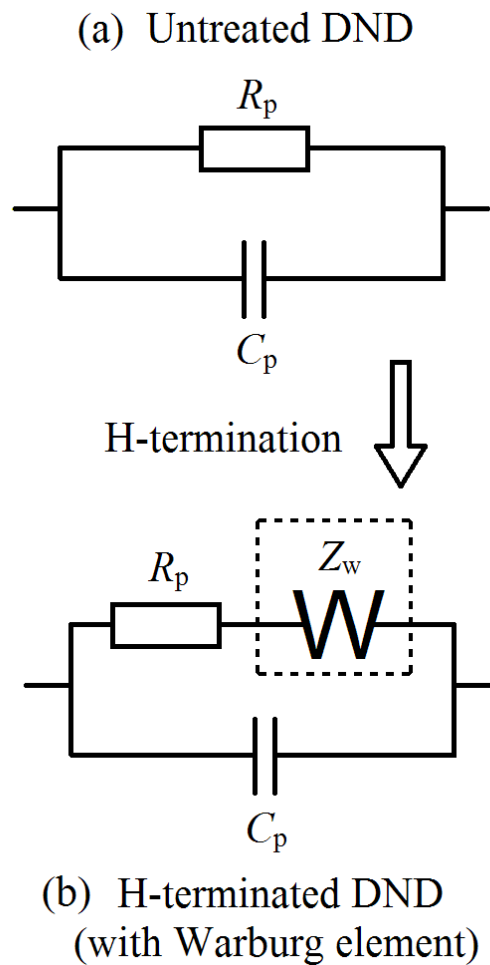 (a) Untreated DND
Rp
Cp
H-termination
Zw
Rp
W
Cp
(b) H-terminated DND
(with Warburg element)